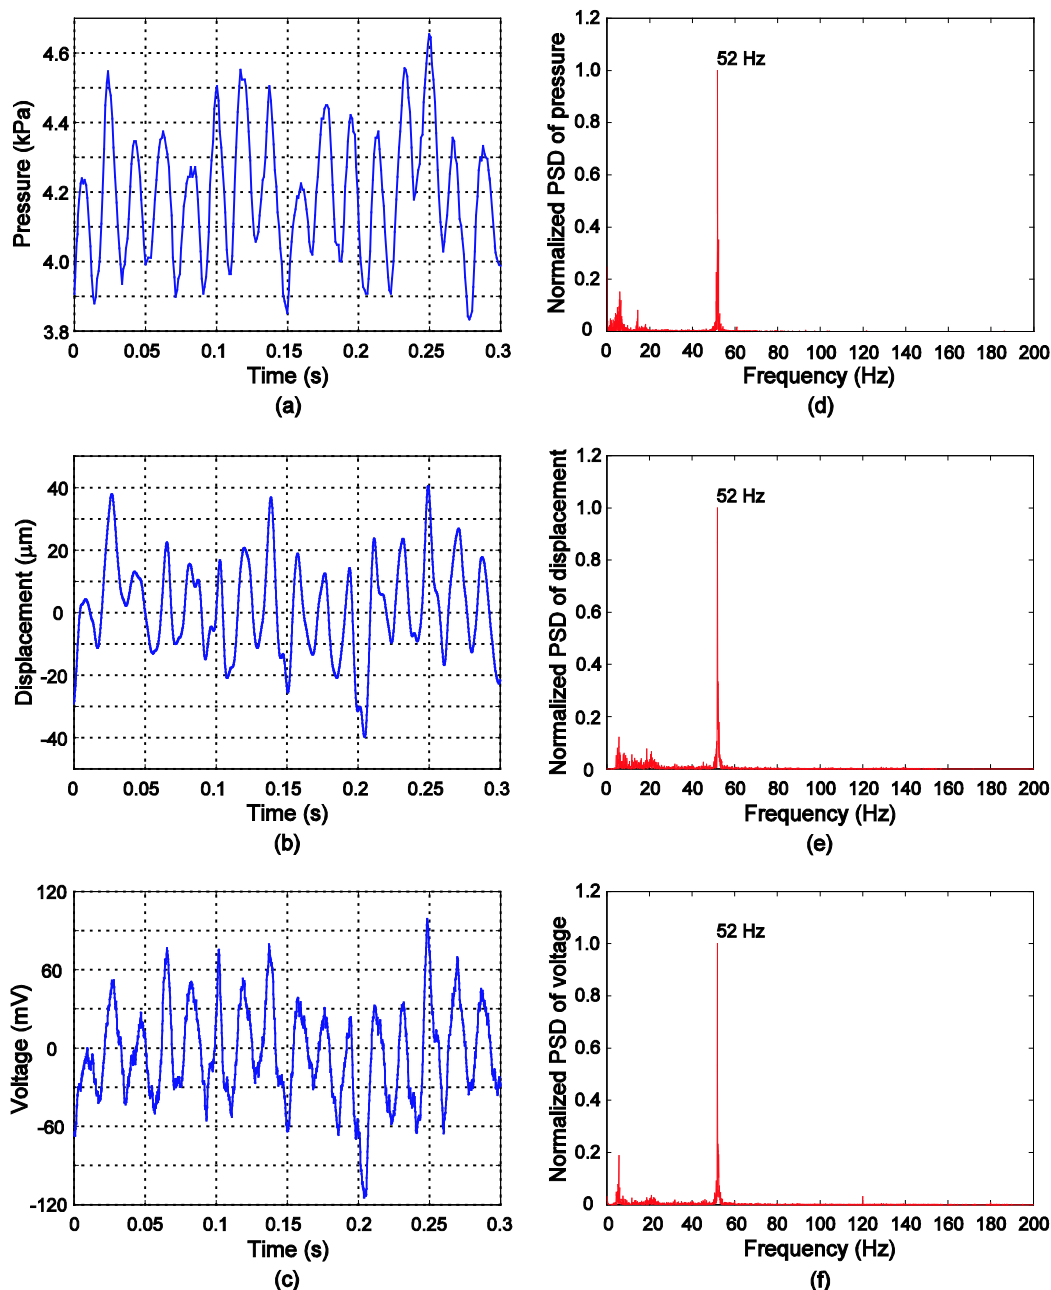 Pressure (kPa)
4.6
4.4
4.2
4.0
3.8
0 0.05 0.1 0.15 0.2 0.25 0.3
Time (s)
(a)
Normalized PSD of pressure
1.2
1.0
0.8
0.6
0.4
0.2
0
52 Hz
0 20 40 60 80 100 120 140 160 180 200
Frequency (Hz)
(d)
Displacement (μm)
40
20
0
-20
-40
0 0.05 0.1 0.15 0.2 0.25 0.3
Time (s)
(b)
Normalized PSD of displacement
1.2
1.0
0.8
0.6
0.4
0.2
0
52 Hz
0 20 40 60 80 100 120 140 160 180 200
Frequency (Hz)
(e)
Voltage (mV)
120
60
0
-60
-120
0 0.05 0.1 0.15 0.2 0.25 0.3
Time (s)
(c)
Normalized PSD of voltage
1.2
1.0
0.8
0.6
0.4
0.2
0
52 Hz
0 20 40 60 80 100 120 140 160 180 200
Frequency (Hz)
(f)